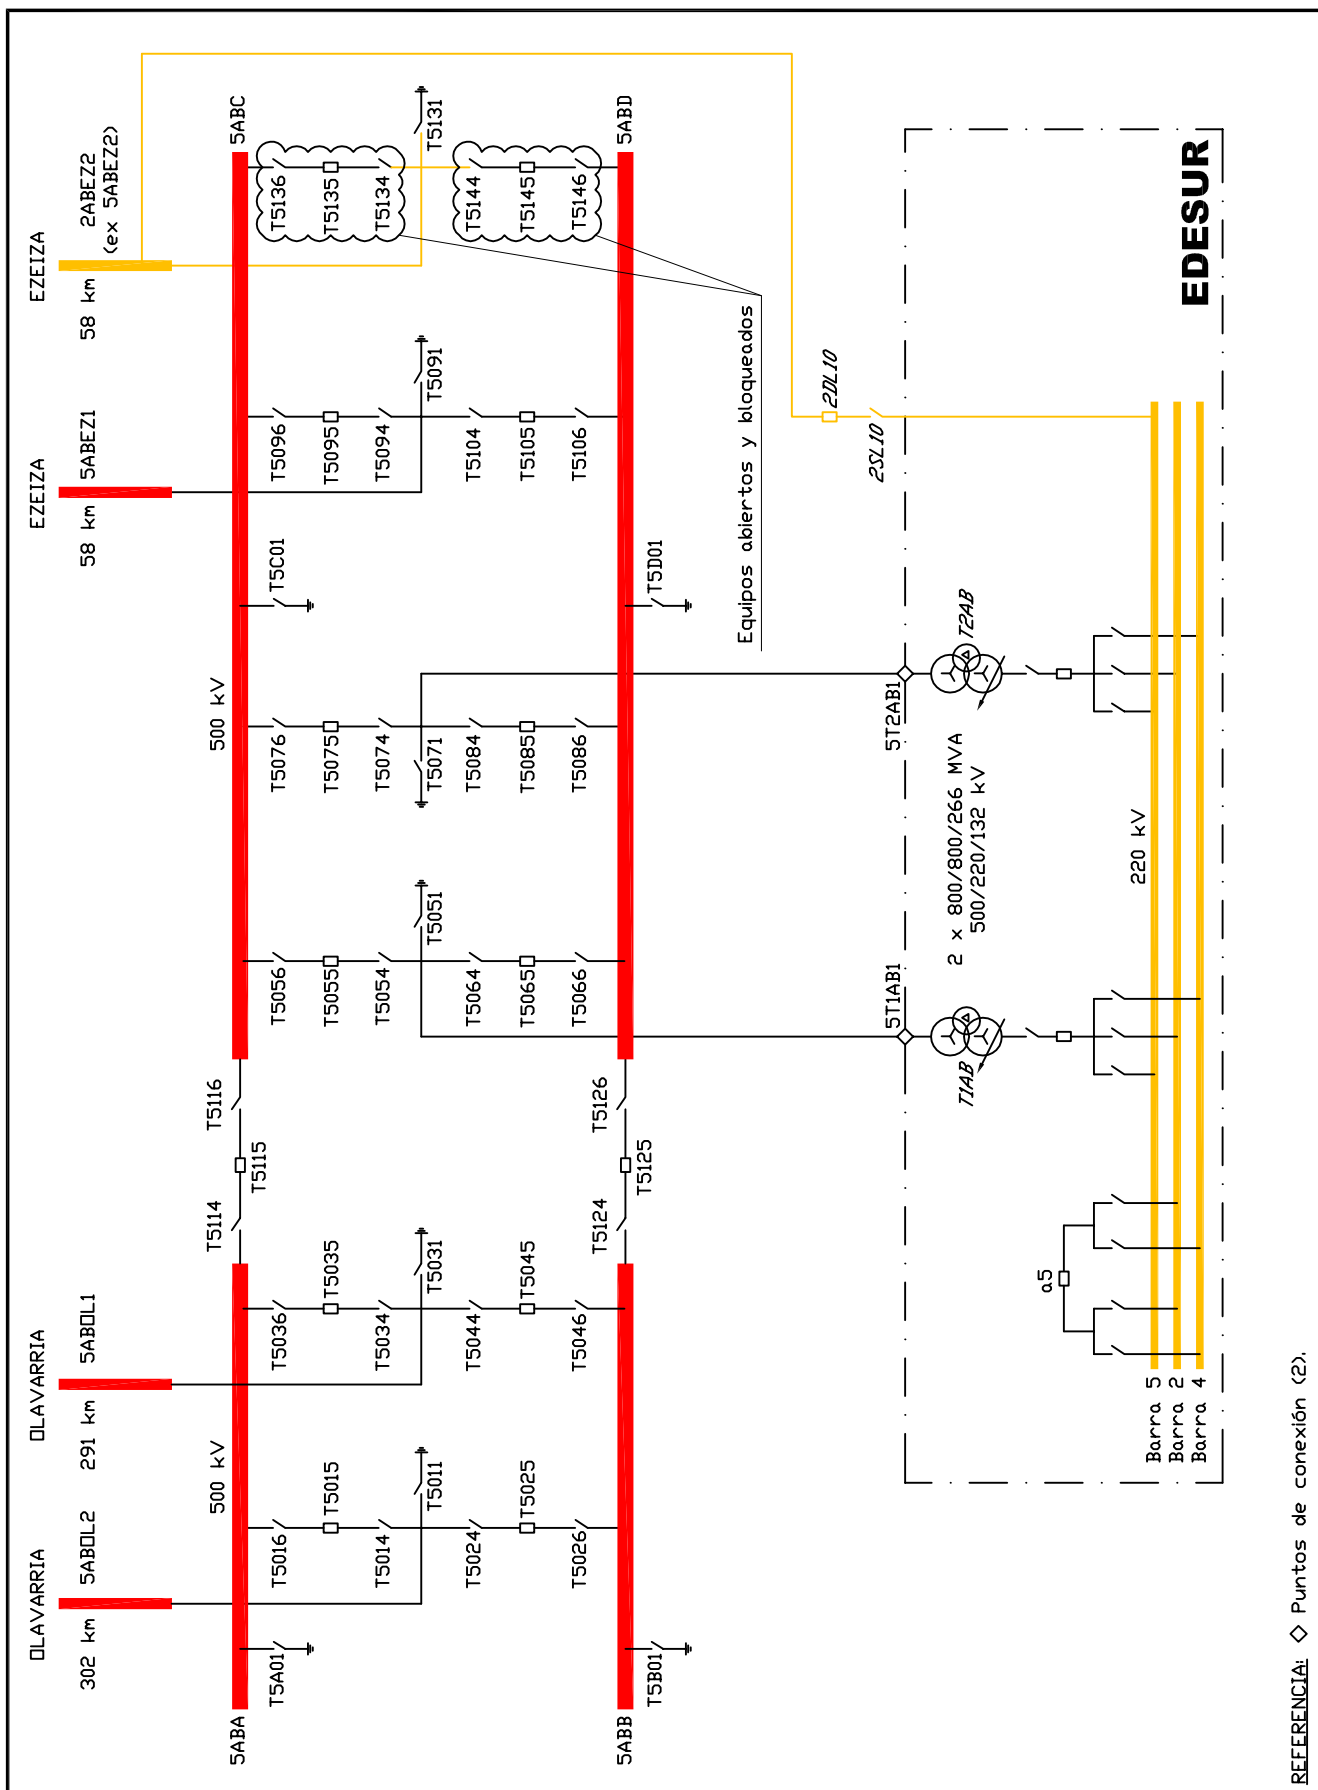 EZEIZA
58 km 2ABEZ2
(ex 5ABEZ2)
EZEIZA
58 km 5ABEZ1
OLAVARRIA
291 km 5ABOL1
OLAVARRIA
302 km 5ABOL2
5ABA
500 kV
500 kV
5ABC
T5A01
T5016
T5015
T5014
T5011
T5024
T5025
T5026
T5036
T5035
T5034
T5031
T5044
T5045
T5046
T5B01
5ABB
T5114
T5115
T5116
T5124
T5125
T5126
T5056
T5055
T5054
T5051
T5064
T5065
T5066
T5076
T5075
T5074
T5071
T5084
T5085
T5086
T5C01
T5D01
T5096
T5095
T5094
T5091
T5104
T5105
T5106
T5136
T5135
T5134
T5131
T5144
T5145
T5146
5ABD
Equipos abiertos y bloqueados
2DL10
2SL10
5T1AB1
5T2AB1
T1AB
T2AB
2 x 800/800/266 MVA
500/220/132 kV
220 kV
a5
Barra 5
Barra 2
Barra 4
EDESUR
REFERENCIA: ◇ Puntos de conexión (2).